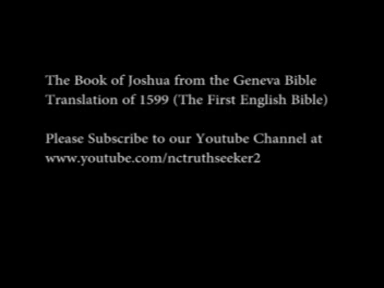 The Book of Joshua from the Geneva Bible
Translation of 1599 (The First English Bible)
Please Subscribe to our Youtube Channel at
www.youtube.com/nctruthseeker2